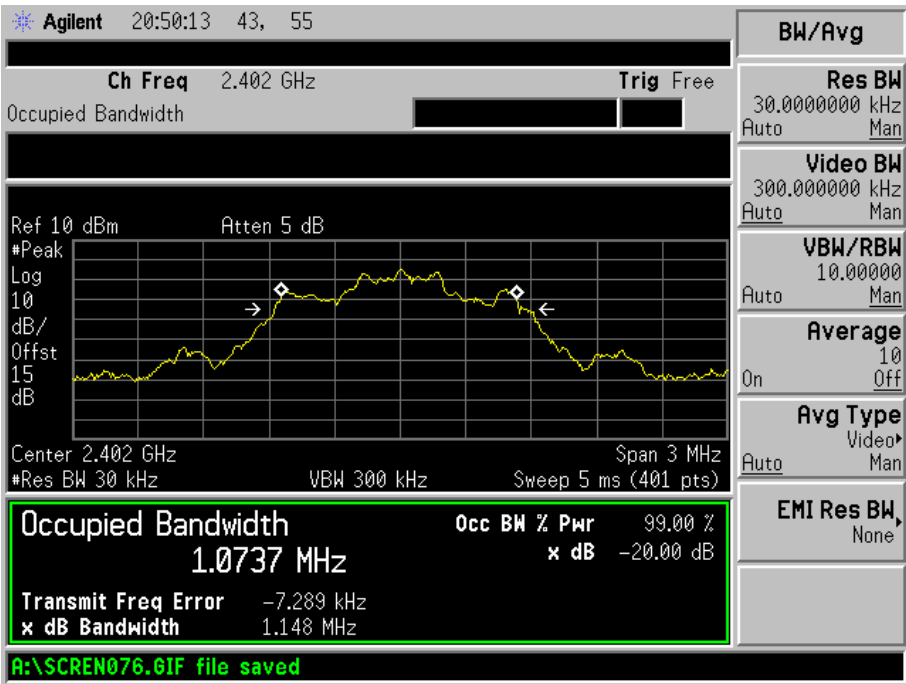 Agilent 20:50:13 43, 55
Ch Freq 2.402 GHz Trig Free
Occupied Bandwidth
Ref 10 dBm Atten 5 dB
#Peak
Log
10
dB/
Offst
15
dB
Center 2.402 GHz Span 3 MHz
#Res BW 30 kHz VBW 300 kHz Sweep 5 ms (401 pts)
Occupied Bandwidth Occ BW % Pwr 99.00 %
1.0737 MHz x dB -20.00 dB
Transmit Freq Error -7.289 kHz
x dB Bandwidth 1.148 MHz
A:\SCREN076.GIF file saved
BW/Avg
Res BW
30.0000000 kHz
Auto Man
Video BW
300.000000 kHz
Auto Man
VBW/RBW
10.00000
Auto Man
Average
10
On Off
Avg Type
Video
Auto Man
EMI Res BW
None